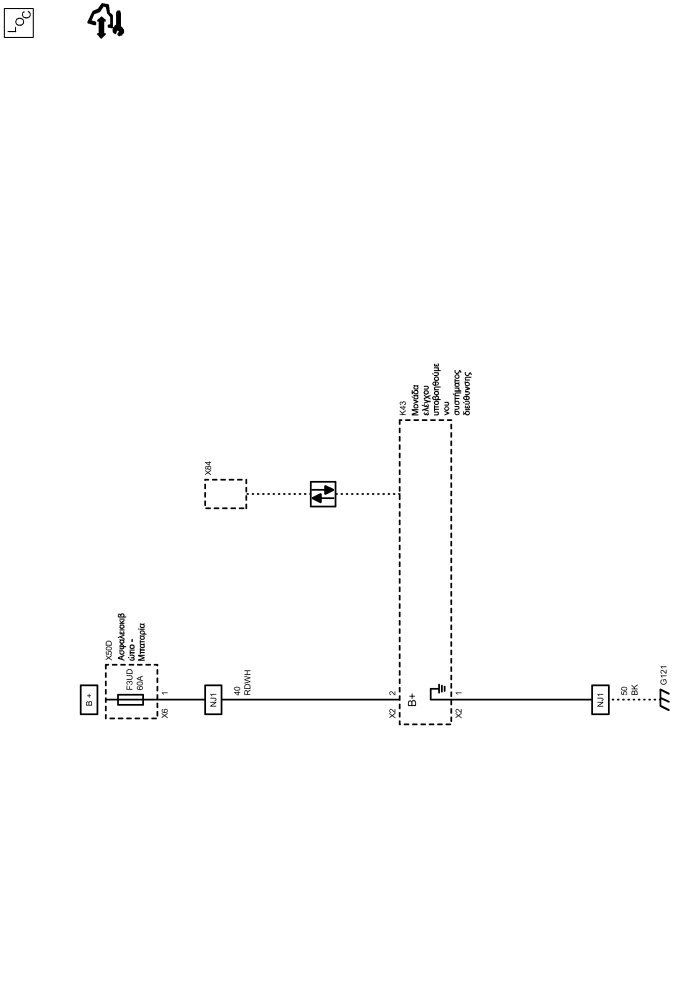 LOC
X84
K43
Μονάδα
ελέγχου
υποβοηθούμε
νου
συστήματος
διεύθυνσης
X50D
Ασφαλειοκιβ
ώτιο -
Μπαταρία
B +
F3UD
60A
X6
1
NJ1
40
RDWH
X2
2
B+
X2
1
NJ1
50
BK
G121